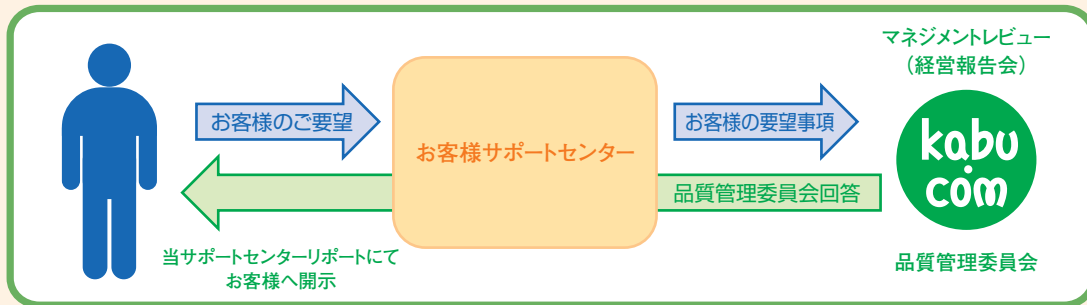 マネジメントレビュー
（経営報告会）
お客様のご要望
お客様サポートセンター
お客様の要望事項
kabu
.com
品質管理委員会回答
当サポートセンターリポートにて
お客様へ開示
品質管理委員会